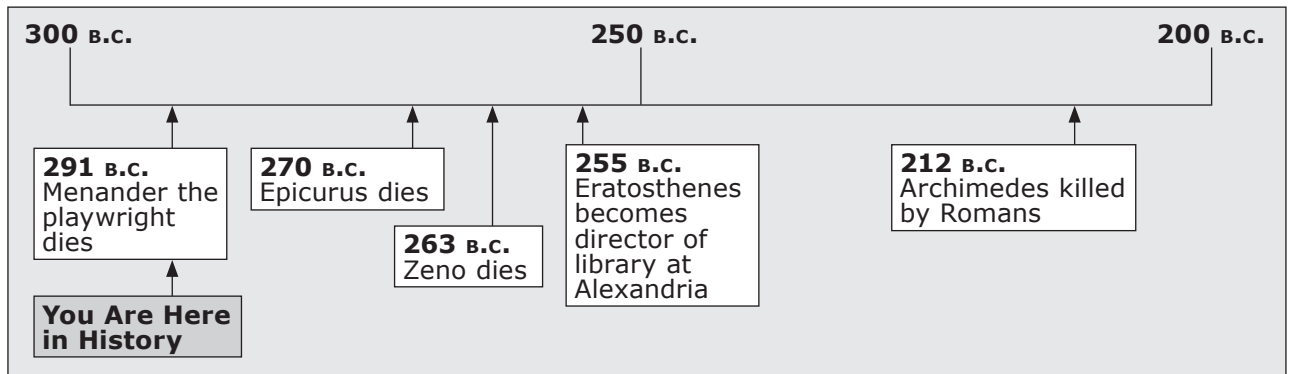 300 B.C.
250 B.C.
200 B.C.
291 B.C.
Menander the
playwright
dies
270 B.C.
Epicurus dies
263 B.C.
Zeno dies
255 B.C.
Eratosthenes
becomes
director of
library at
Alexandria
212 B.C.
Archimedes killed
by Romans
You Are Here
in History